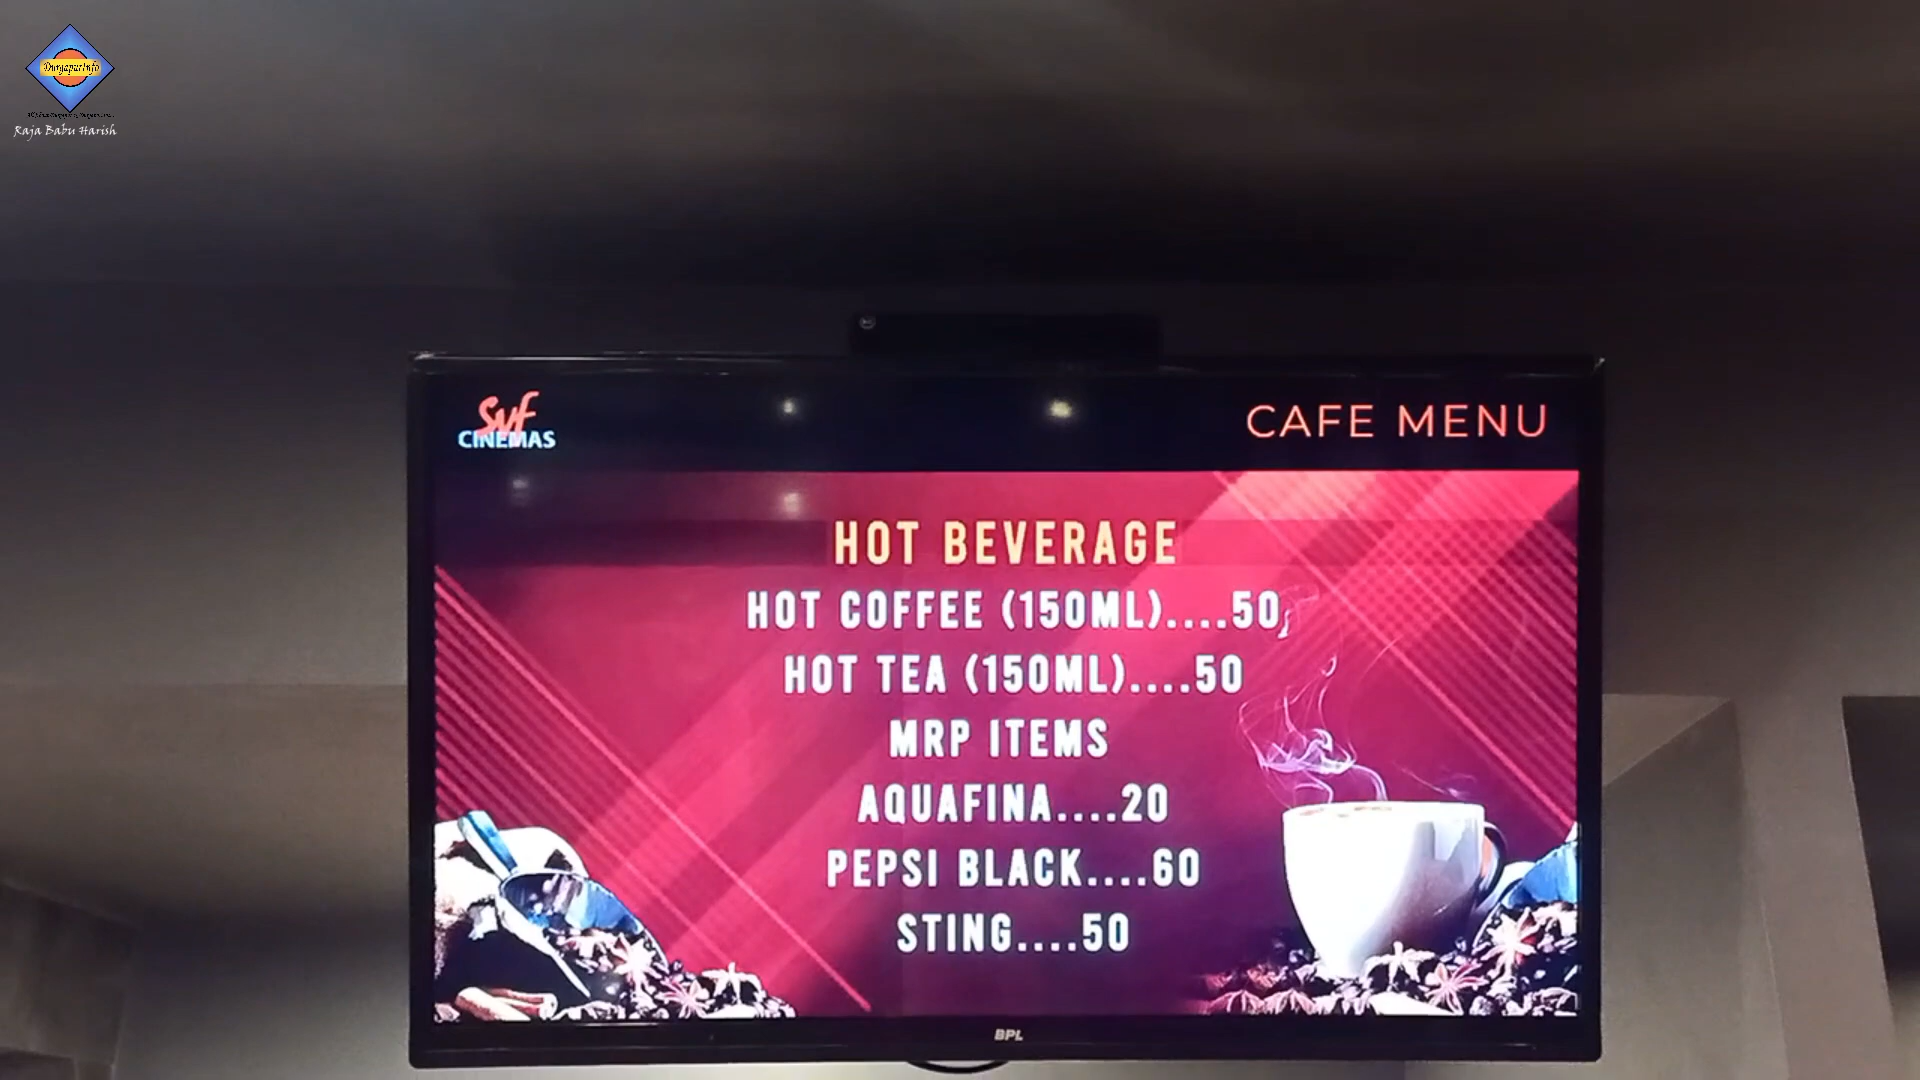 DurgapurInfo
Raja Babu Harish
SVF
CINEMAS
CAFE MENU
HOT BEVERAGE
HOT COFFEE (150ML)....50
HOT TEA (150ML)....50
MRP ITEMS
AQUAFINA....20
PEPSI BLACK....60
STING....50
BPL